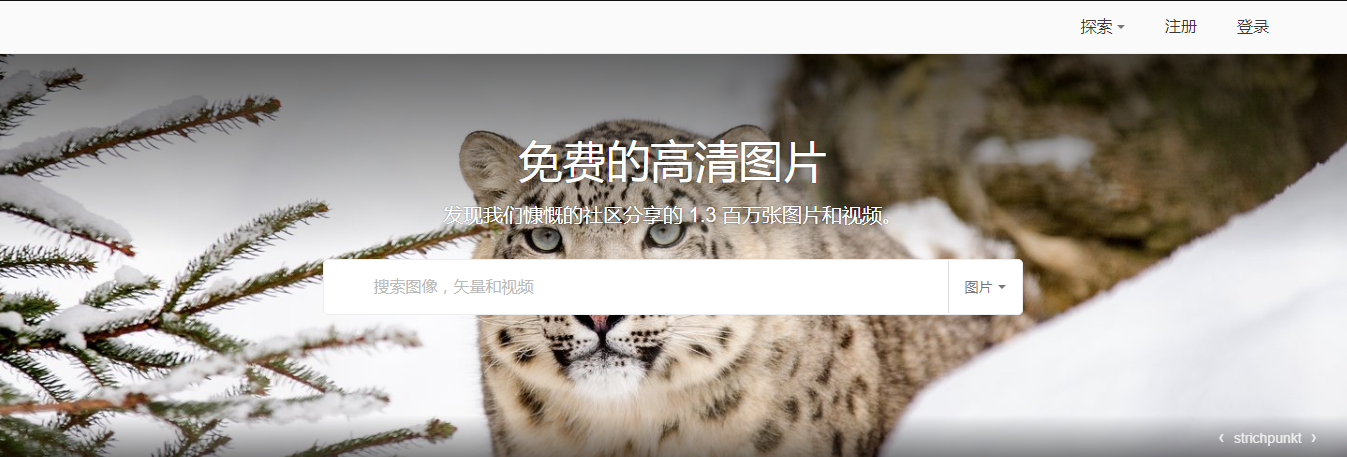 探索 注册 登录
免费的高清图片
发现我们慷慨的社区分享的 1.3 百万张图片和视频。
搜索图像，矢量和视频 图片
‹ strichpunkt ›